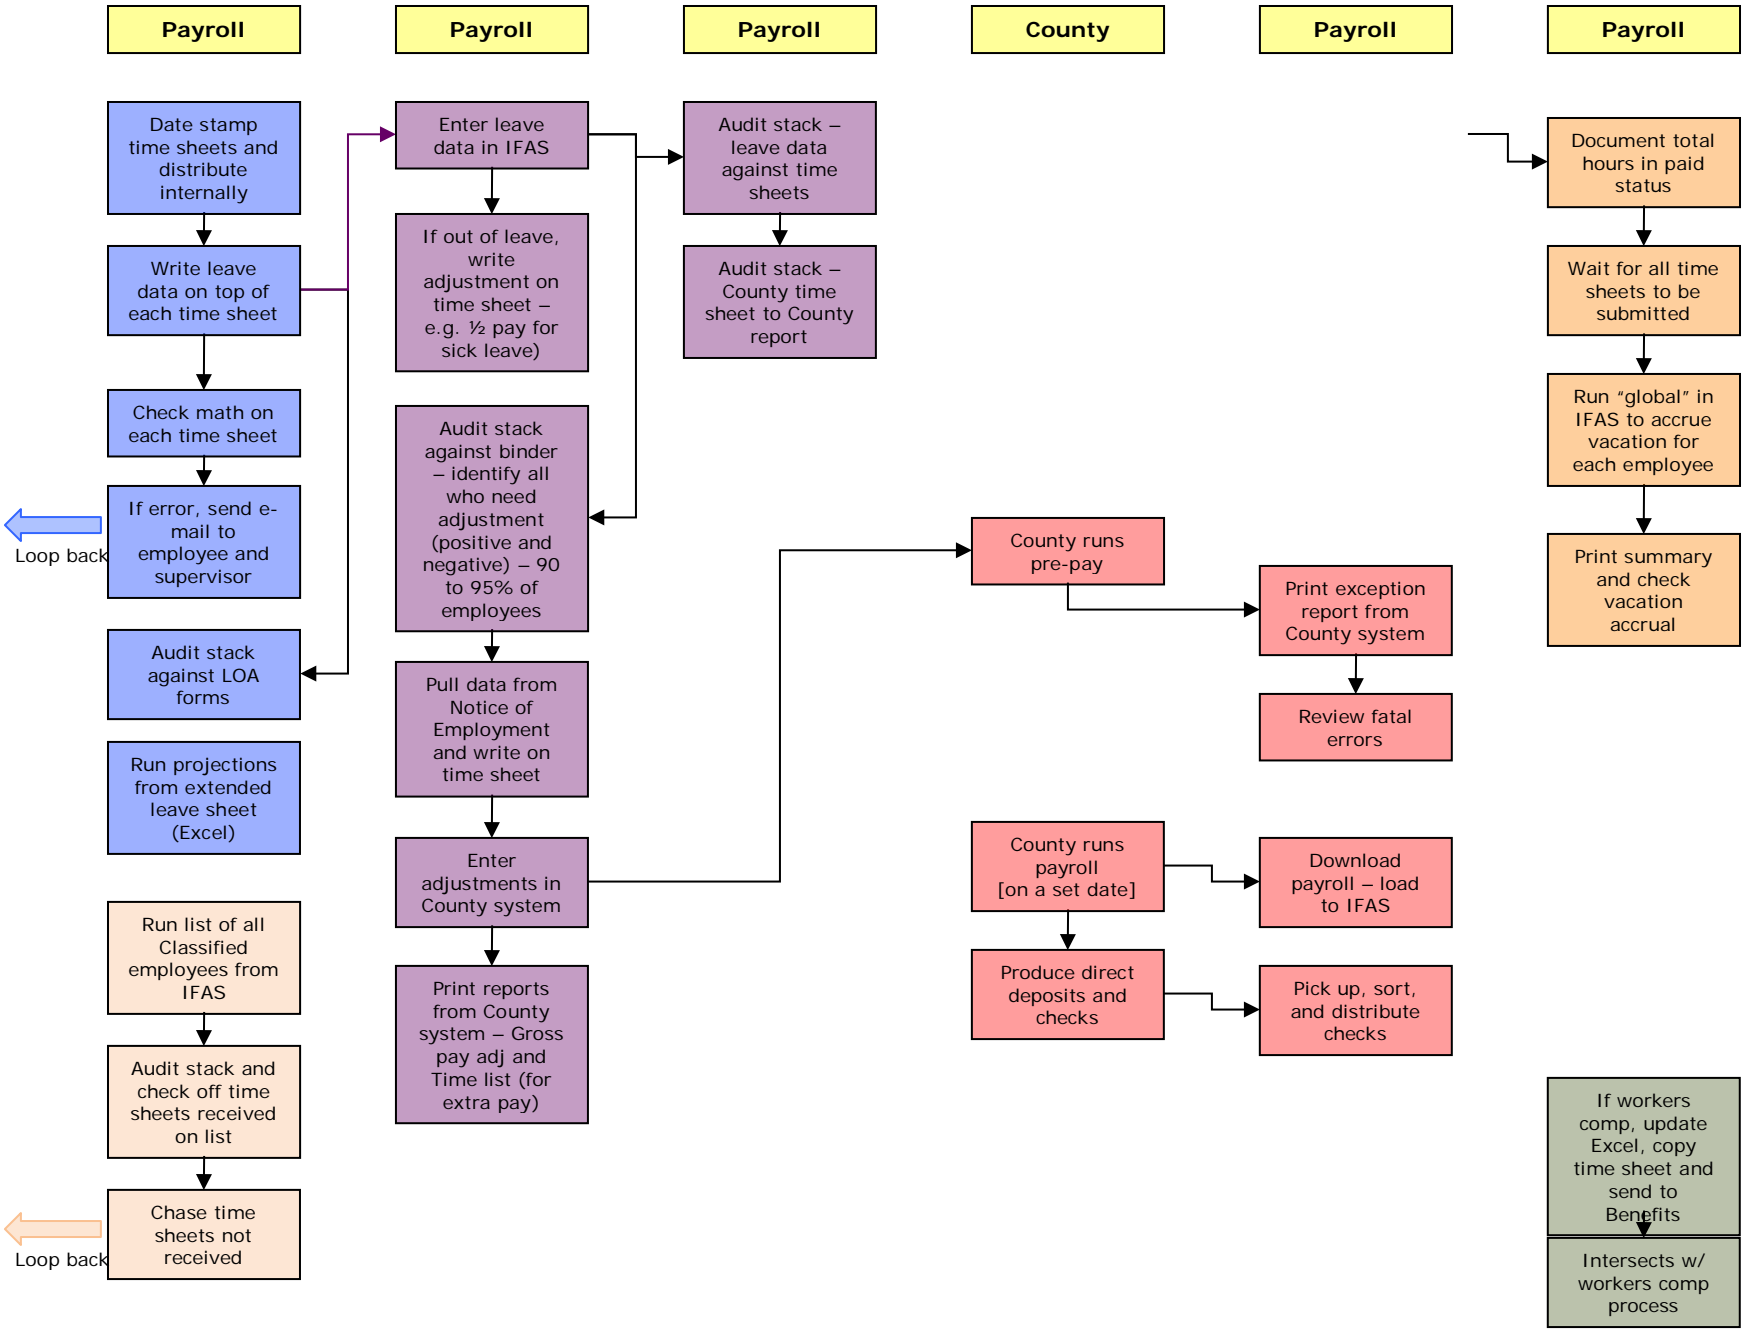 Payroll
Payroll
Payroll
County
Payroll
Payroll
Date stamp
time sheets and
distribute
internally
Write leave
data on top of
each time sheet
Check math on
each time sheet
If error, send e-
mail to
employee and
supervisor
Loop back
Audit stack
against LOA
forms
Run projections
from extended
leave sheet
(Excel)
Run list of all
Classified
employees from
IFAS
Audit stack and
check off time
sheets received
on list
Chase time
sheets not
received
Loop back
Enter leave
data in IFAS
If out of leave,
write
adjustment on
time sheet –
e.g. ½ pay for
sick leave)
Audit stack
against binder
– identify all
who need
adjustment
(positive and
negative) – 90
to 95% of
employees
Pull data from
Notice of
Employment
and write on
time sheet
Enter
adjustments in
County system
Print reports
from County
system – Gross
pay adj and
Time list (for
extra pay)
Audit stack –
leave data
against time
sheets
Audit stack –
County time
sheet to County
report
County runs
pre-pay
County runs
payroll
[on a set date]
Produce direct
deposits and
checks
Print exception
report from
County system
Review fatal
errors
Download
payroll – load
to IFAS
Pick up, sort,
and distribute
checks
Document total
hours in paid
status
Wait for all time
sheets to be
submitted
Run “global” in
IFAS to accrue
vacation for
each employee
Print summary
and check
vacation
accrual
If workers
comp, update
Excel, copy
time sheet and
send to
Benefits
Intersects w/
workers comp
process